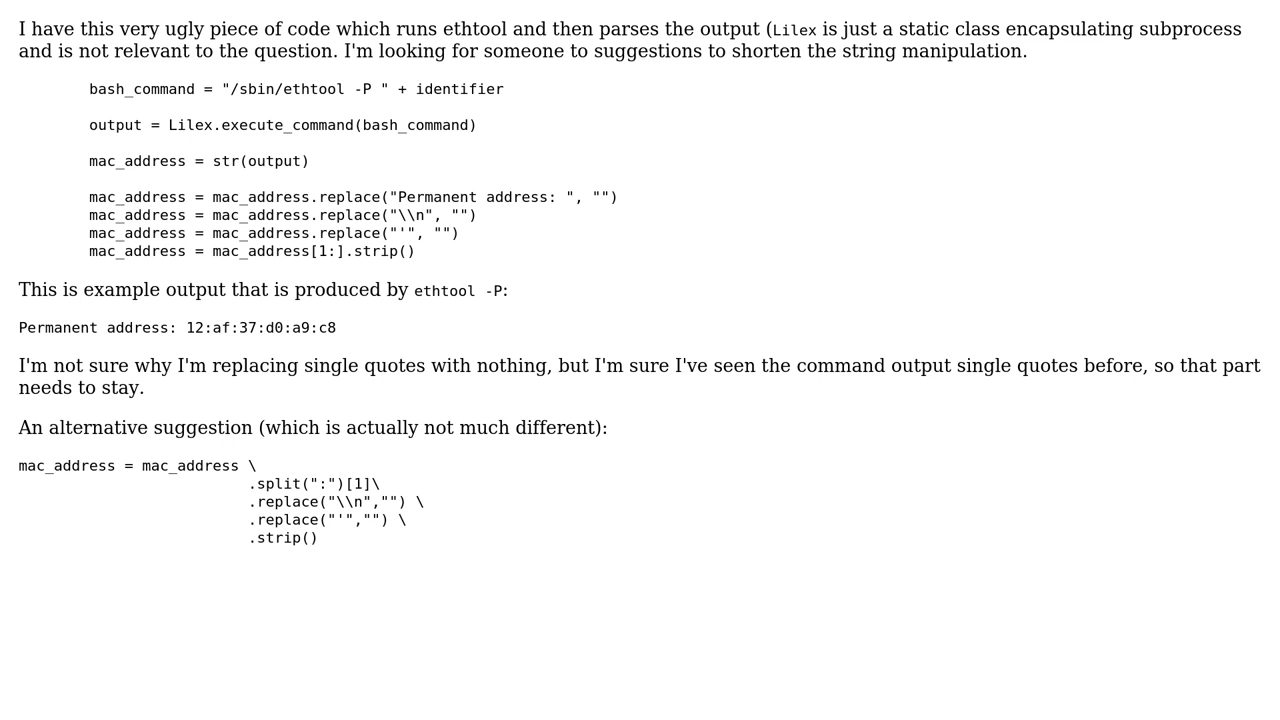 I have this very ugly piece of code which runs ethtool and then parses the output (Lilex is just a static class encapsulating subprocess
and is not relevant to the question. I'm looking for someone to suggestions to shorten the string manipulation.
bash_command = "/sbin/ethtool -P " + identifier
output = Lilex.execute_command(bash_command)
mac_address = str(output)
mac_address = mac_address.replace("Permanent address: ", "")
mac_address = mac_address.replace("\\n", "")
mac_address = mac_address.replace("'", "")
mac_address = mac_address[1:].strip()
This is example output that is produced by ethtool -P:
Permanent address: 12:af:37:d0:a9:c8
I'm not sure why I'm replacing single quotes with nothing, but I'm sure I've seen the command output single quotes before, so that part
needs to stay.
An alternative suggestion (which is actually not much different):
mac_address = mac_address \
.split(":")[1]\
.replace("\\n","") \
.replace("'","") \
.strip()